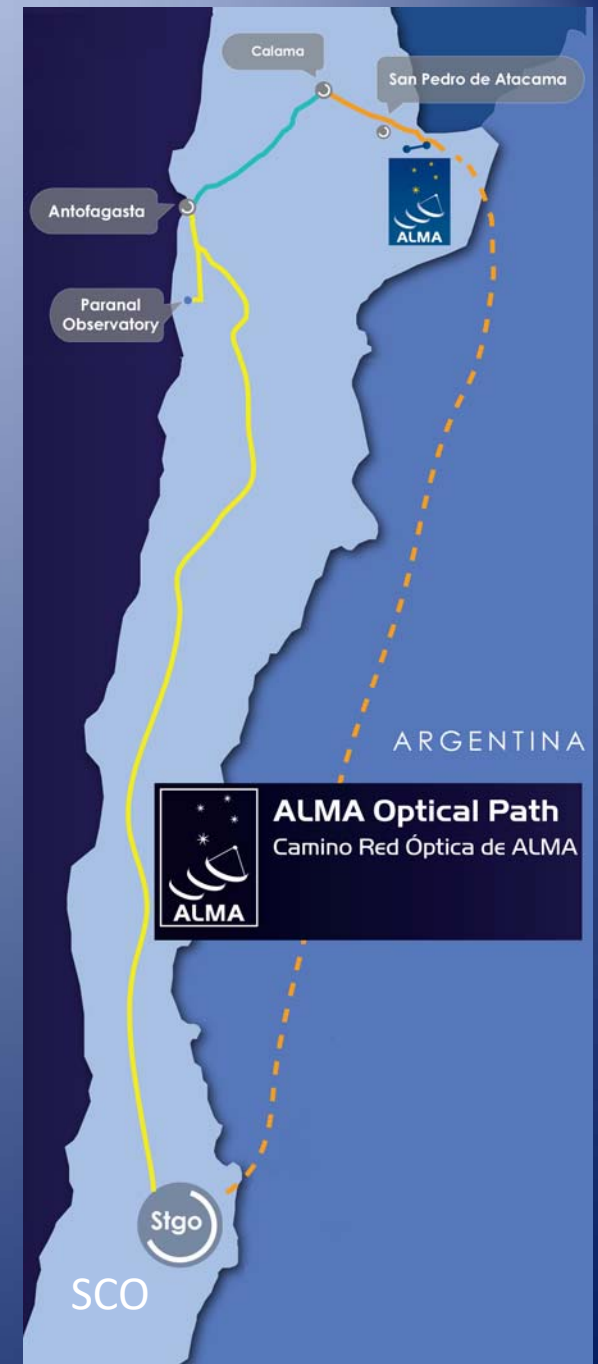 Calama
San Pedro de Atacama
ALMA
Antofagasta
Paranal
Observatory
ARGENTINA
ALMA Optical Path
Camino Red Óptica de ALMA
ALMA
Stgo
SCO